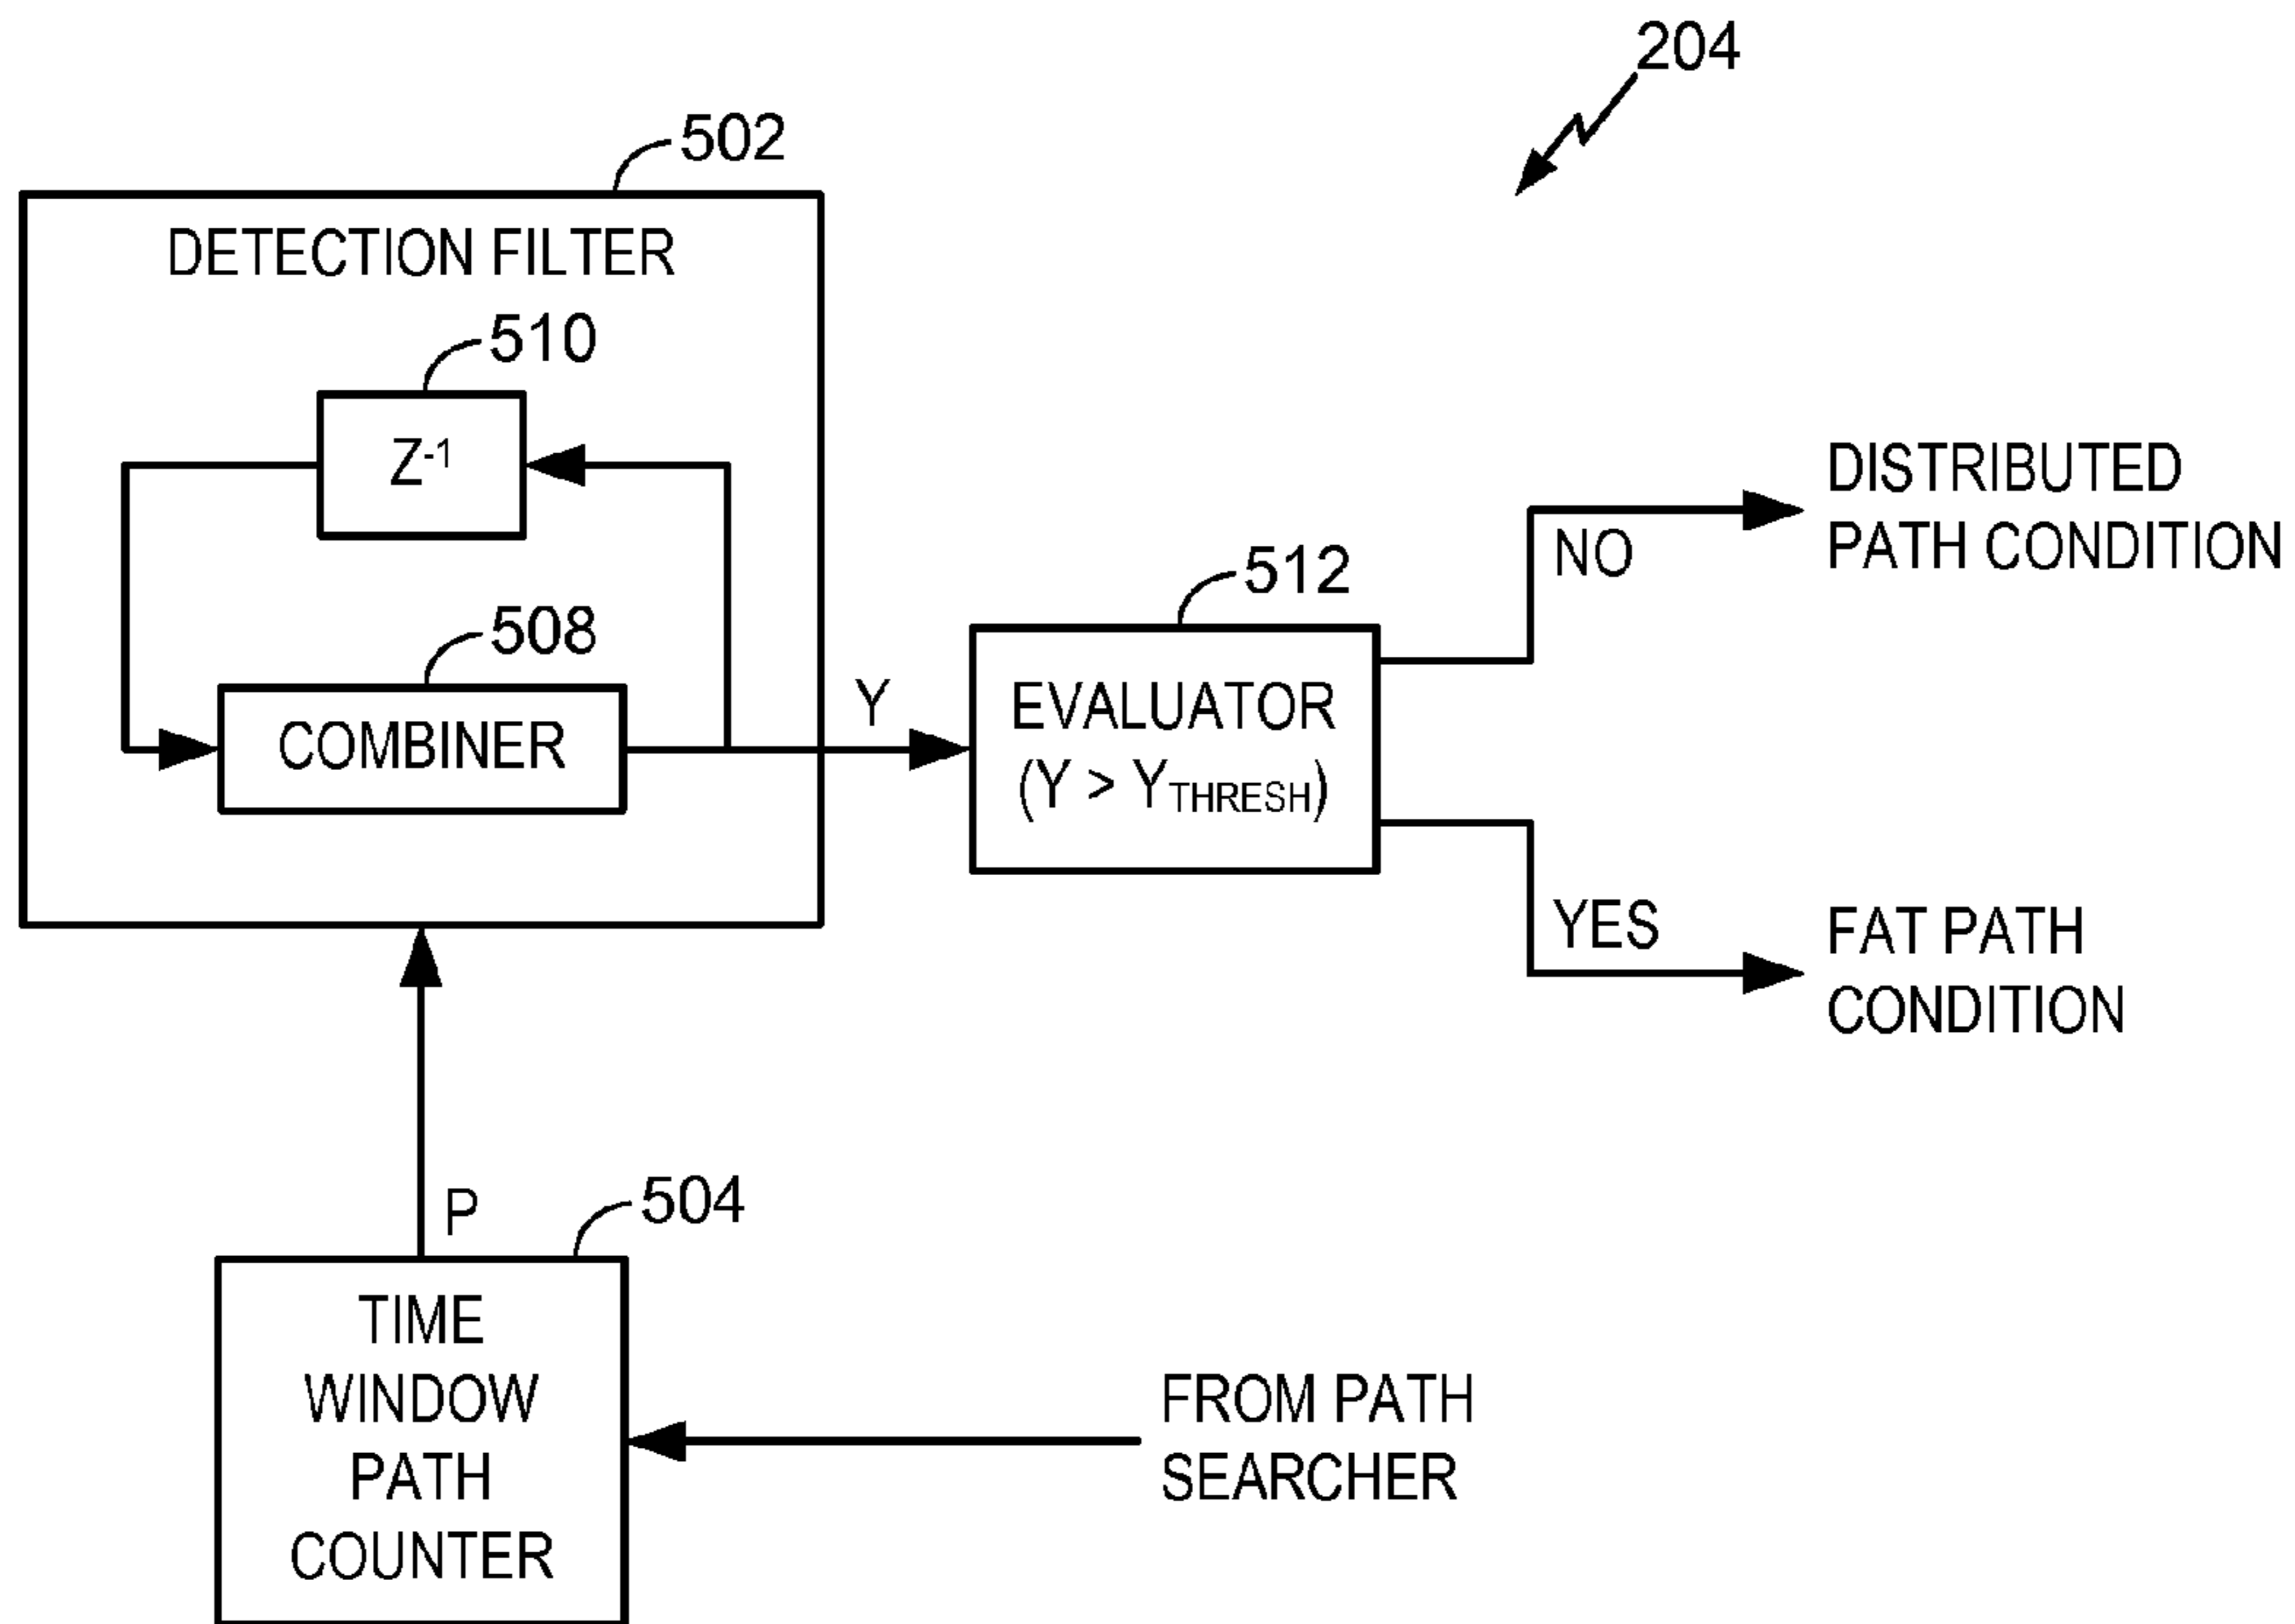 204
502
DETECTION FILTER
510
Z-1
508
COMBINER
Y
512
EVALUATOR
(Y > YTHRESH)
NO
DISTRIBUTED
PATH CONDITION
YES
FAT PATH
CONDITION
P
504
TIME
WINDOW
PATH
COUNTER
FROM PATH
SEARCHER